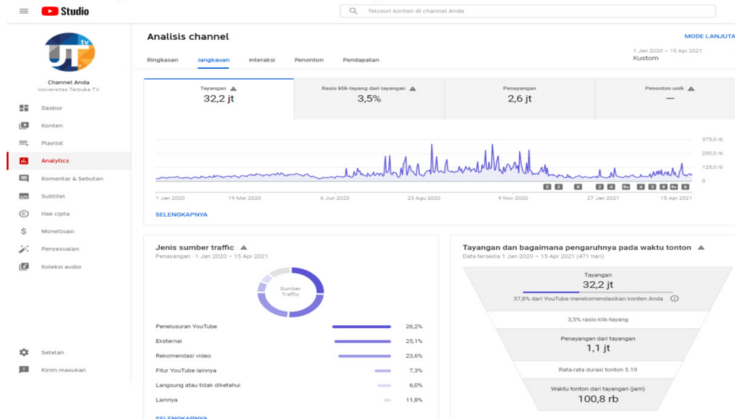 Studio
Telusuri konten di channel Anda
UT
TV
Channel Anda
Universitas Terbuka TV
Dasbor
Konten
Playlist
Analytics
Komentar & Sebutan
Subtitel
Hak cipta
Monetisasi
Penyesuaian
Koleksi audio
Setelan
Kirim masukan
Analisis channel
MODE LANJUTA
Ringkasan
Jangkauan
Interaksi
Penonton
Pendapatan
1 Jan 2020 – 15 Apr 2021
Kustom
Tayangan
32,2 jt
Rasio klik-tayang dari tayangan
3,5%
Penayangan
2,6 jt
Penonton unik
—
375,0 rb
250,0 rb
125,0 rb
0
1 Jan 2020
19 Mar 2020
6 Jun 2020
23 Agu 2020
9 Nov 2020
27 Jan 2021
15 Apr 2021
SELENGKAPNYA
Jenis sumber traffic
Penayangan · 1 Jan 2020 – 15 Apr 2021
Sumber
Traffic
Penelusuran YouTube 26,2%
Eksternal 25,1%
Rekomendasi video 23,6%
Fitur YouTube lainnya 7,3%
Langsung atau tidak diketahui 6,0%
Lainnya 11,8%
SELENGKAPNYA
Tayangan dan bagaimana pengaruhnya pada waktu tonton
Data tersedia 1 Jan 2020 – 15 Apr 2021 (471 hari)
Tayangan
32,2 jt
37,8% dari YouTube merekomendasikan konten Anda
3,5% rasio klik-tayang
Penayangan dari tayangan
1,1 jt
Rata-rata durasi tonton 5.19
Waktu tonton dari tayangan (jam)
100,8 rb